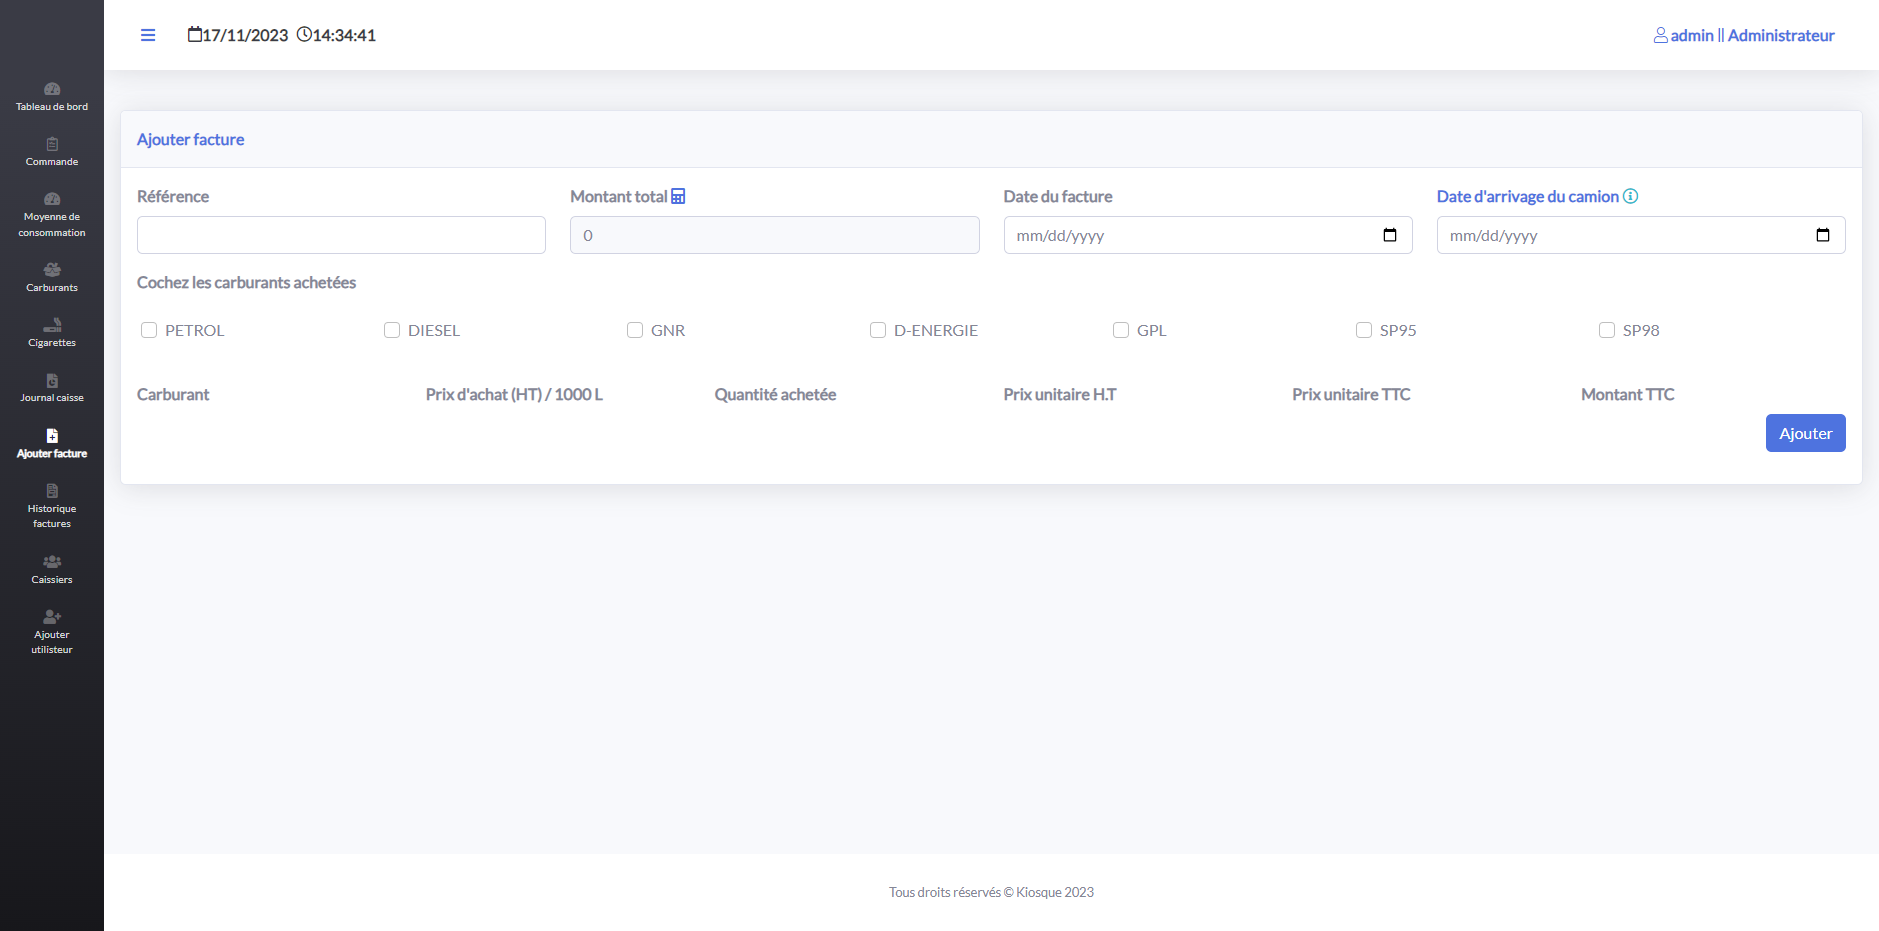 17/11/2023 14:34:41
admin || Administrateur
Tableau de bord
Commande
Moyenne de
consommation
Carburants
Cigarettes
Journal caisse
Ajouter facture
Historique
factures
Caissiers
Ajouter
utilisteur
Ajouter facture
Référence
Montant total
Date du facture
Date d'arrivage du camion
0
mm/dd/yyyy
mm/dd/yyyy
Cochez les carburants achetées
PETROL
DIESEL
GNR
D-ENERGIE
GPL
SP95
SP98
Carburant
Prix d'achat (HT) / 1000 L
Quantité achetée
Prix unitaire H.T
Prix unitaire TTC
Montant TTC
Ajouter
Tous droits réservés © Kiosque 2023